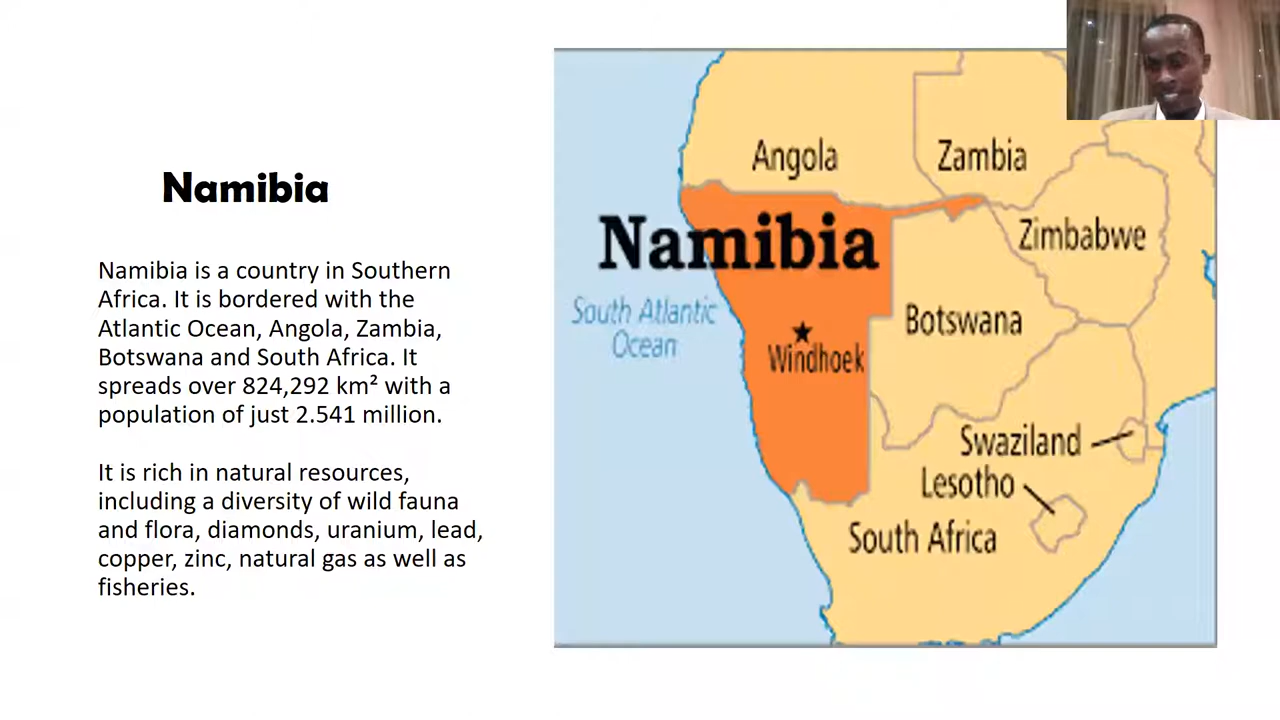 Namibia
Namibia is a country in Southern
Africa. It is bordered with the
Atlantic Ocean, Angola, Zambia,
Botswana and South Africa. It
spreads over 824,292 km² with a
population of just 2.541 million.
It is rich in natural resources,
including a diversity of wild fauna
and flora, diamonds, uranium, lead,
copper, zinc, natural gas as well as
fisheries.
Angola
Zambia
Namibia
Zimbabwe
South Atlantic
Ocean
Botswana
Windhoek
Swaziland
Lesotho
South Africa